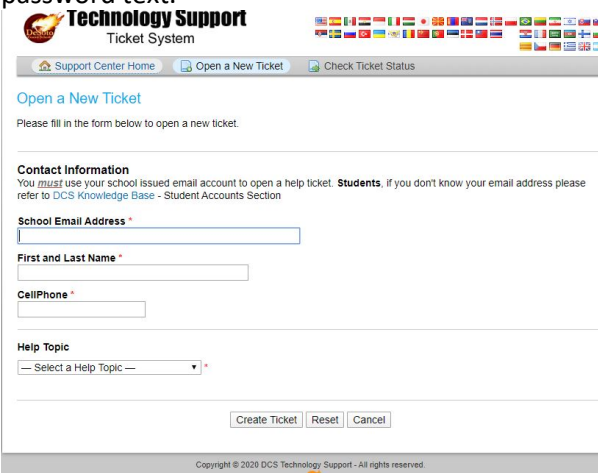 password text.
DeSoto
Technology Support
Ticket System
Support Center Home Open a New Ticket Check Ticket Status
Open a New Ticket
Please fill in the form below to open a new ticket.
Contact Information
You must use your school issued email account to open a help ticket. Students, if you don't know your email address please
refer to DCS Knowledge Base - Student Accounts Section
School Email Address *
First and Last Name *
CellPhone *
Help Topic
— Select a Help Topic — *
Create Ticket Reset Cancel
Copyright © 2020 DCS Technology Support - All rights reserved.